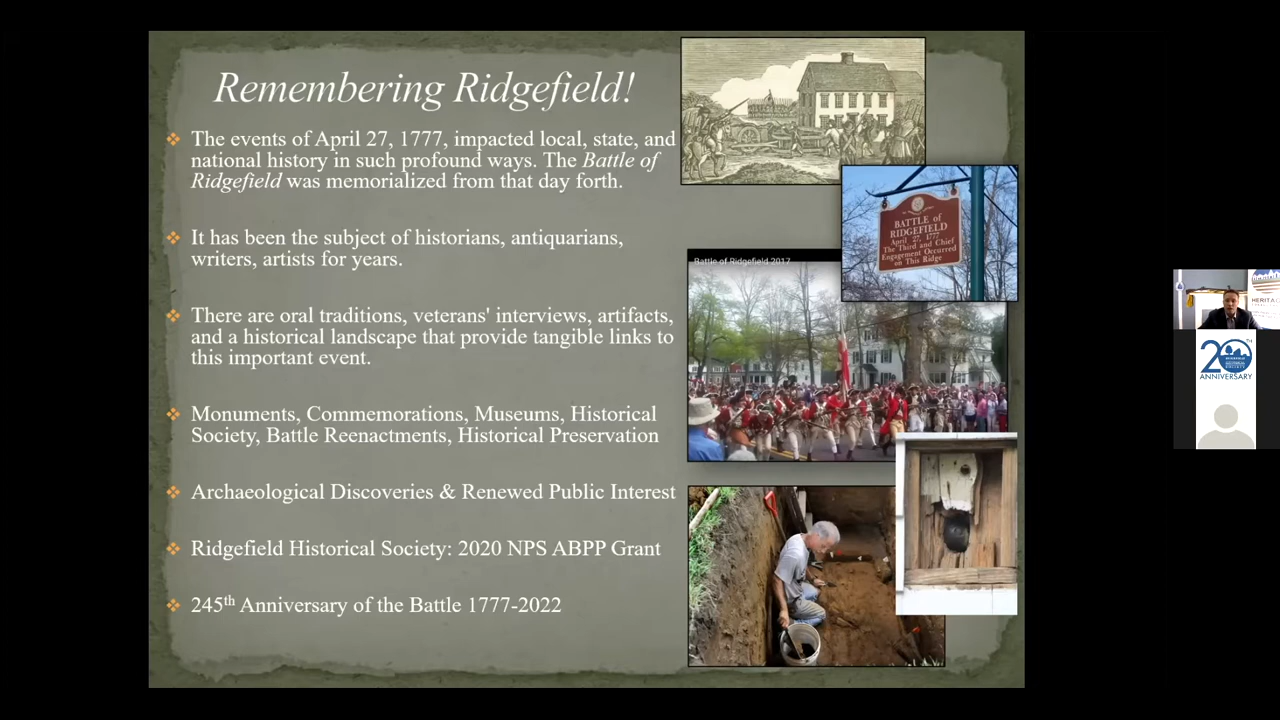 Remembering Ridgefield!
The events of April 27, 1777, impacted local, state, and
national history in such profound ways. The Battle of
Ridgefield was memorialized from that day forth.
It has been the subject of historians, antiquarians,
writers, artists for years.
There are oral traditions, veterans' interviews, artifacts,
and a historical landscape that provide tangible links to
this important event.
Monuments, Commemorations, Museums, Historical
Society, Battle Reenactments, Historical Preservation
Archaeological Discoveries & Renewed Public Interest
Ridgefield Historical Society: 2020 NPS ABPP Grant
245th Anniversary of the Battle 1777-2022
BATTLE of
RIDGEFIELD
April 27, 1777
The Third and Chief
Engagement Occurred
on This Ridge
Battle of Ridgefield 2017
20TH
ANNIVERSARY